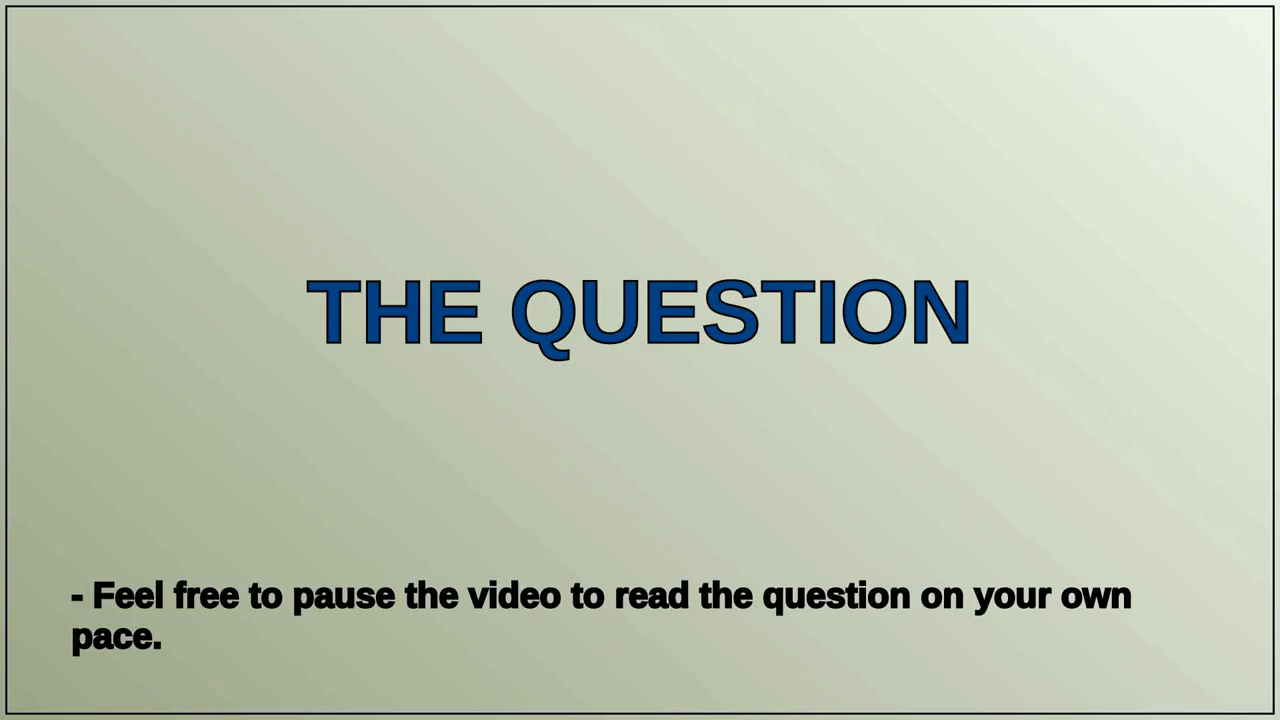 THE QUESTION
- Feel free to pause the video to read the question on your own
pace.